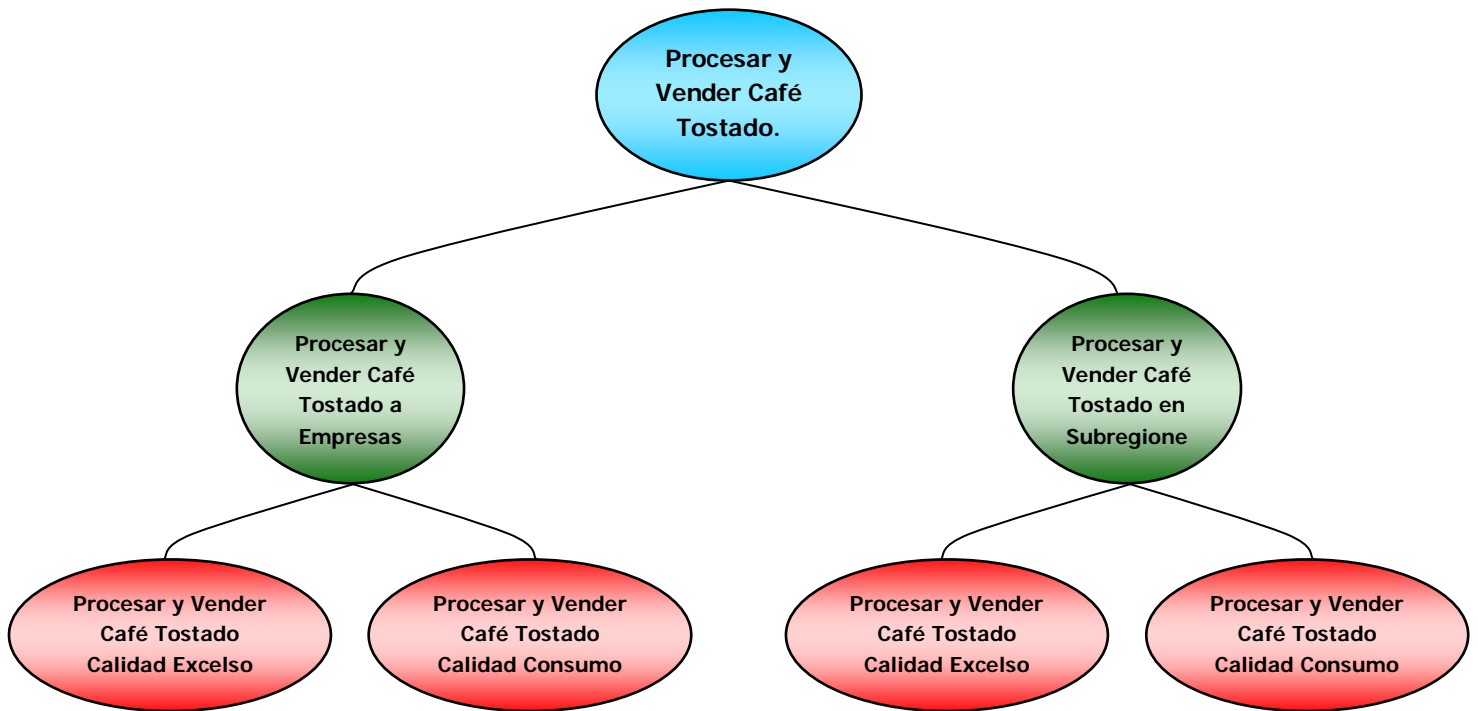 Procesar y
Vender Café
Tostado.
Procesar y
Vender Café
Tostado a
Empresas
Procesar y
Vender Café
Tostado en
Subregione
Procesar y Vender
Café Tostado
Calidad Excelso
Procesar y Vender
Café Tostado
Calidad Consumo
Procesar y Vender
Café Tostado
Calidad Excelso
Procesar y Vender
Café Tostado
Calidad Consumo